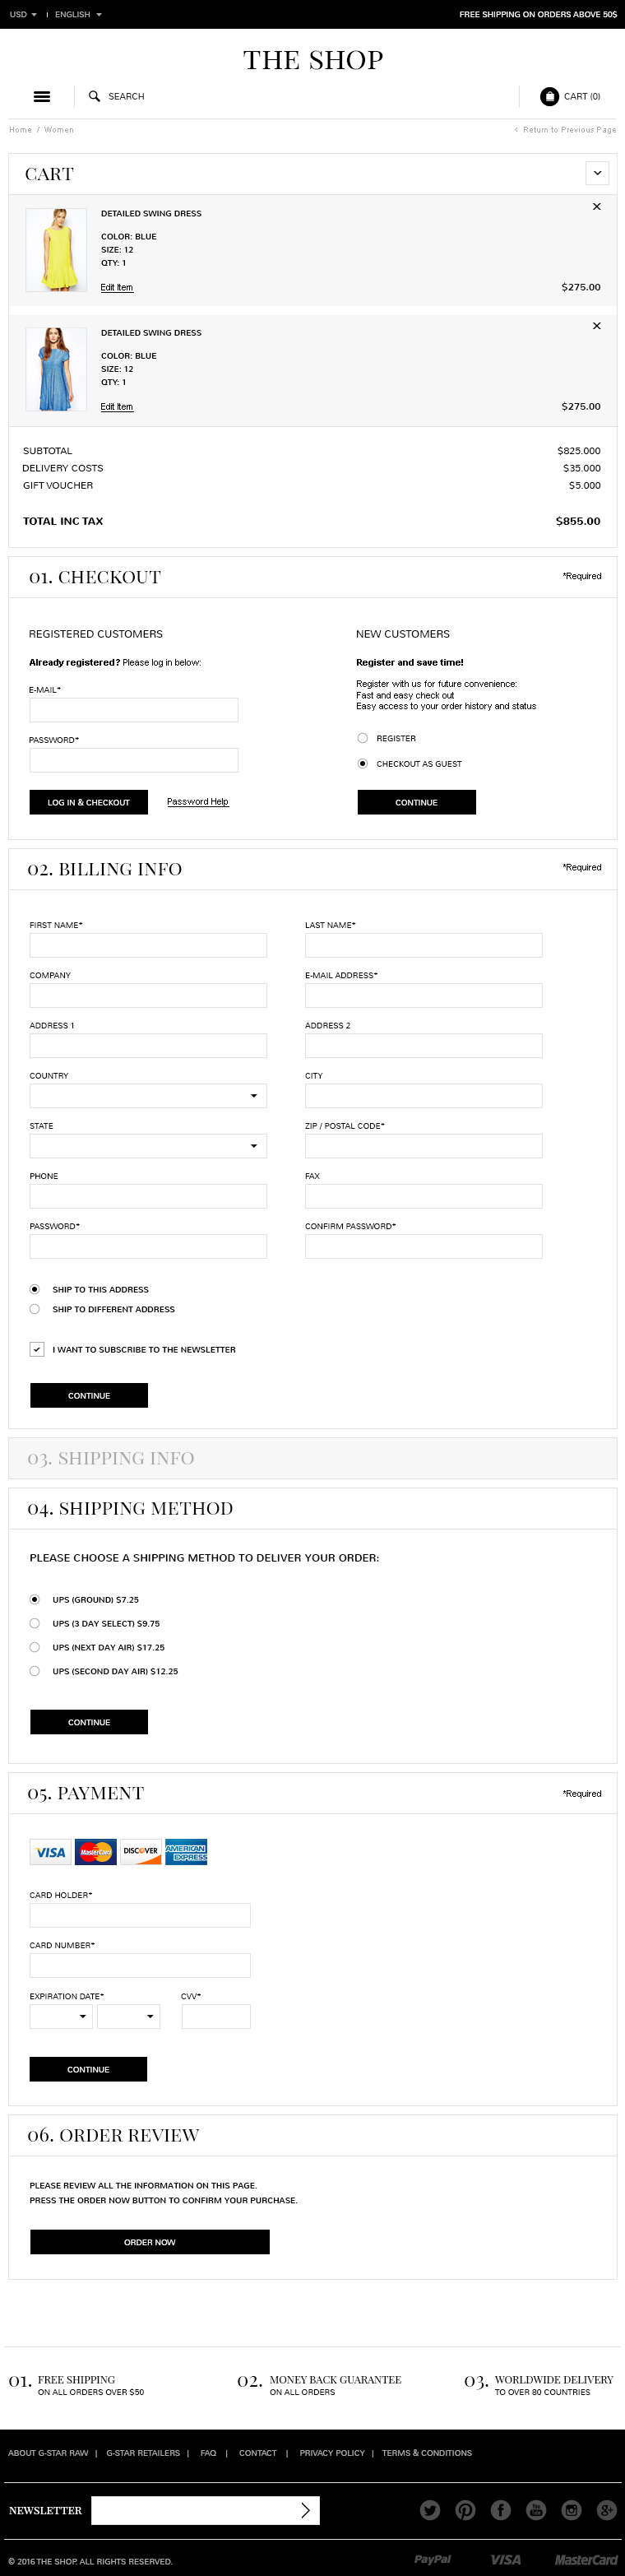 USD
ENGLISH
FREE SHIPPING ON ORDERS ABOVE 50$
THE SHOP
SEARCH
CART (0)
Home / Women
Return to Previous Page
CART
DETAILED SWING DRESS
COLOR: BLUE
SIZE: 12
QTY: 1
Edit Item
$275.00
DETAILED SWING DRESS
COLOR: BLUE
SIZE: 12
QTY: 1
Edit Item
$275.00
SUBTOTAL $825.000
DELIVERY COSTS $35.000
GIFT VOUCHER $5.000
TOTAL INC TAX $855.00
01. CHECKOUT
*Required
REGISTERED CUSTOMERS
Already registered? Please log in below:
E-MAIL*
PASSWORD*
LOG IN & CHECKOUT
Password Help
NEW CUSTOMERS
Register and save time!
Register with us for future convenience:
Fast and easy check out
Easy access to your order history and status
REGISTER
CHECKOUT AS GUEST
CONTINUE
02. BILLING INFO
*Required
FIRST NAME*
LAST NAME*
COMPANY
E-MAIL ADDRESS*
ADDRESS 1
ADDRESS 2
COUNTRY
CITY
STATE
ZIP / POSTAL CODE*
PHONE
FAX
PASSWORD*
CONFIRM PASSWORD*
SHIP TO THIS ADDRESS
SHIP TO DIFFERENT ADDRESS
I WANT TO SUBSCRIBE TO THE NEWSLETTER
CONTINUE
03. SHIPPING INFO
04. SHIPPING METHOD
PLEASE CHOOSE A SHIPPING METHOD TO DELIVER YOUR ORDER:
UPS (GROUND) $7.25
UPS (3 DAY SELECT) $9.75
UPS (NEXT DAY AIR) $17.25
UPS (SECOND DAY AIR) $12.25
CONTINUE
05. PAYMENT
*Required
VISA MasterCard DISCOVER AMERICAN EXPRESS
CARD HOLDER*
CARD NUMBER*
EXPIRATION DATE*
CVV*
CONTINUE
06. ORDER REVIEW
PLEASE REVIEW ALL THE INFORMATION ON THIS PAGE.
PRESS THE ORDER NOW BUTTON TO CONFIRM YOUR PURCHASE.
ORDER NOW
01. FREE SHIPPING
ON ALL ORDERS OVER $50
02. MONEY BACK GUARANTEE
ON ALL ORDERS
03. WORLDWIDE DELIVERY
TO OVER 80 COUNTRIES
ABOUT G-STAR RAW | G-STAR RETAILERS | FAQ | CONTACT | PRIVACY POLICY | TERMS & CONDITIONS
NEWSLETTER
You Tube
g+
© 2016 THE SHOP. ALL RIGHTS RESERVED.
PayPal VISA MasterCard